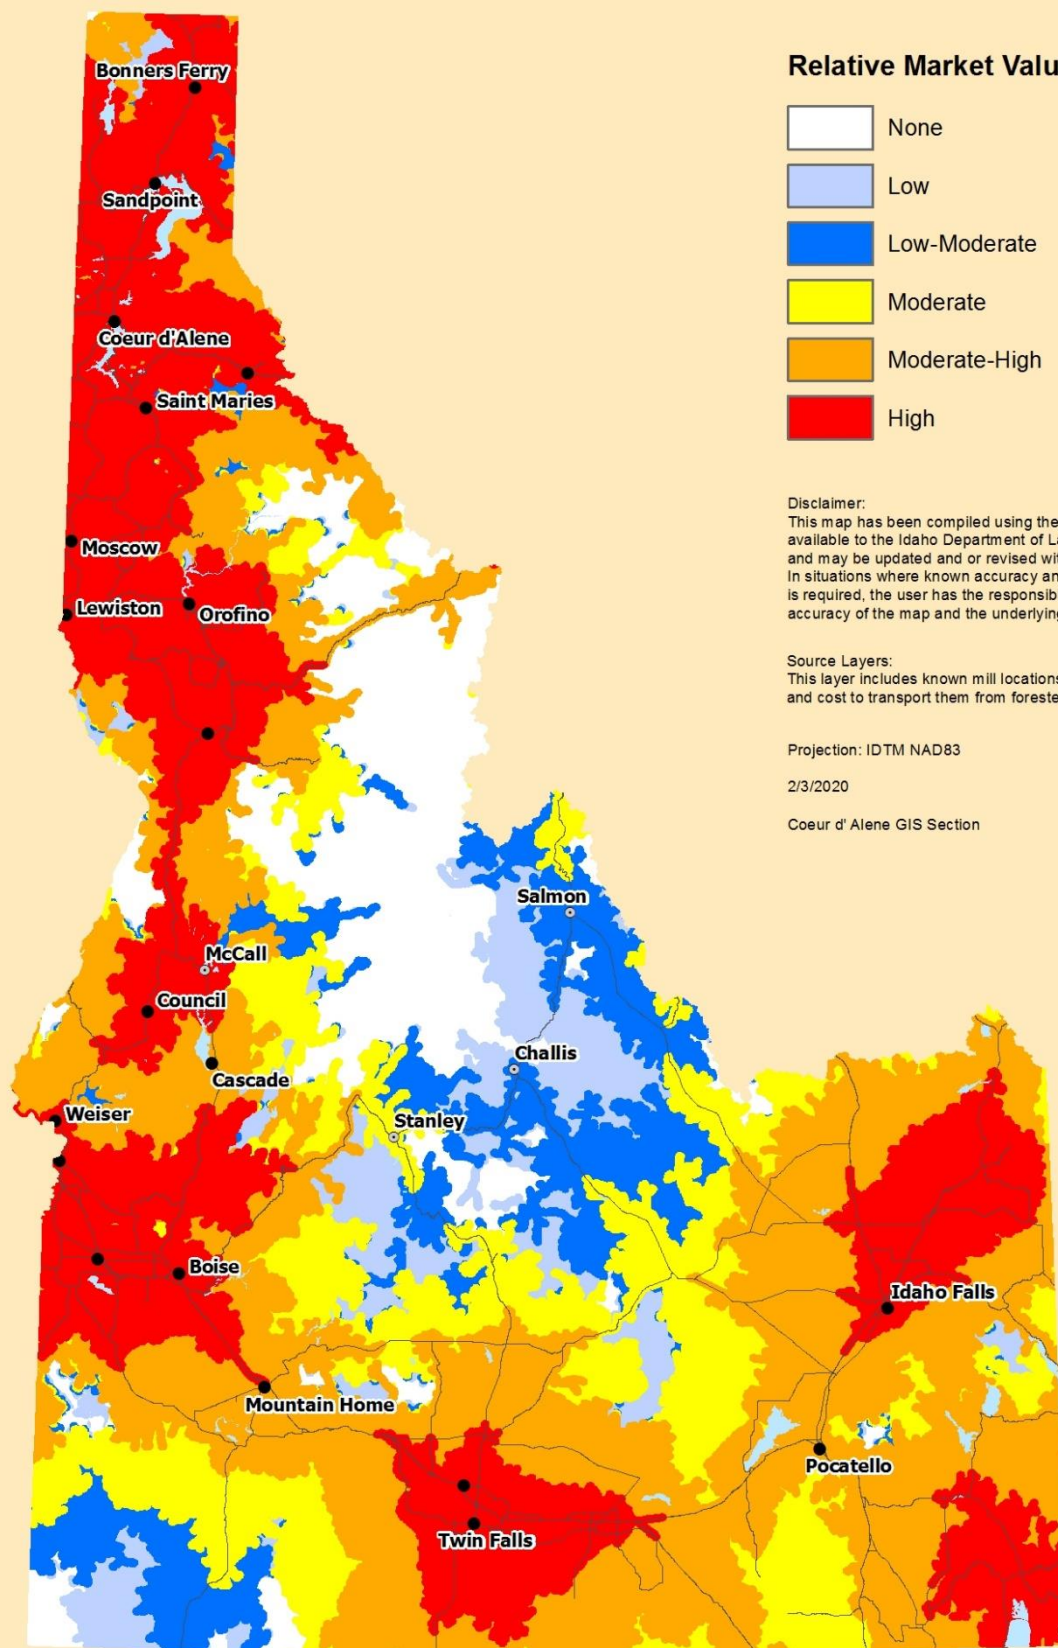 Relative Market Valu
None
Low
Low-Moderate
Moderate
Moderate-High
High
Disclaimer:
This map has been compiled using the
available to the Idaho Department of La
and may be updated and or revised wit
In situations where known accuracy an
is required, the user has the responsib
accuracy of the map and the underlying
Source Layers:
This layer includes known mill locations
and cost to transport them from foreste
Projection: IDTM NAD83
2/3/2020
Coeur d' Alene GIS Section
Bonners Ferry
Sandpoint
Coeur d'Alene
Saint Maries
Moscow
Lewiston
Orofino
Salmon
McCall
Council
Challis
Cascade
Weiser
Stanley
Boise
Idaho Falls
Mountain Home
Pocatello
Twin Falls